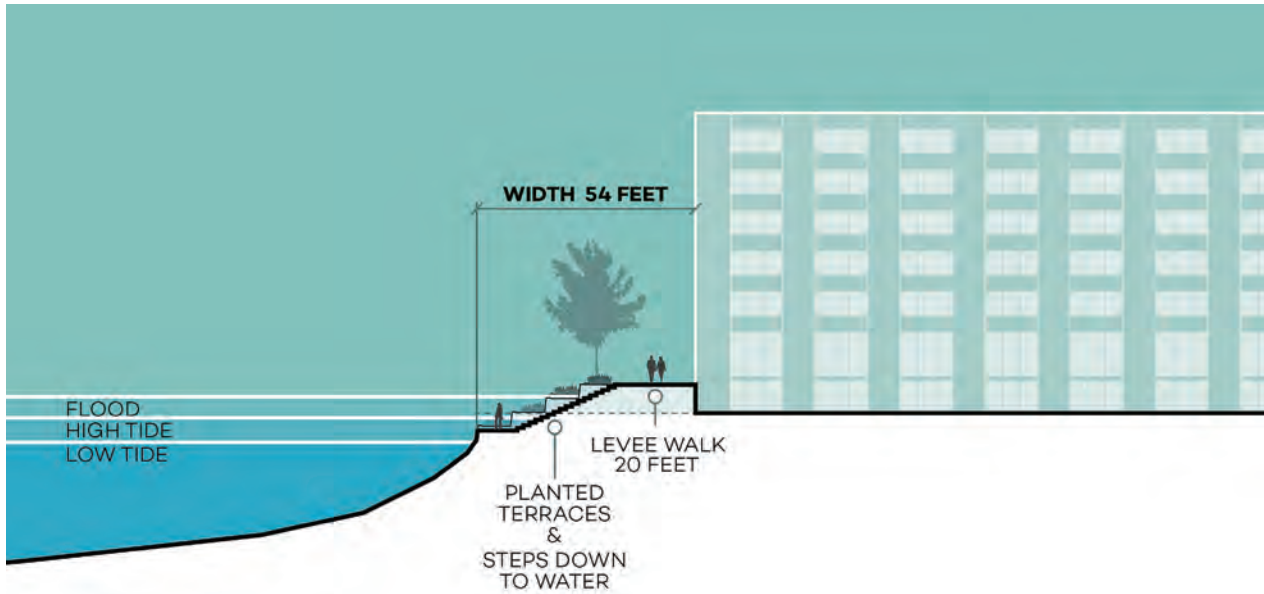 WIDTH 54 FEET
FLOOD
HIGH TIDE
LOW TIDE
LEVEE WALK
20 FEET
PLANTED
TERRACES
&
STEPS DOWN
TO WATER